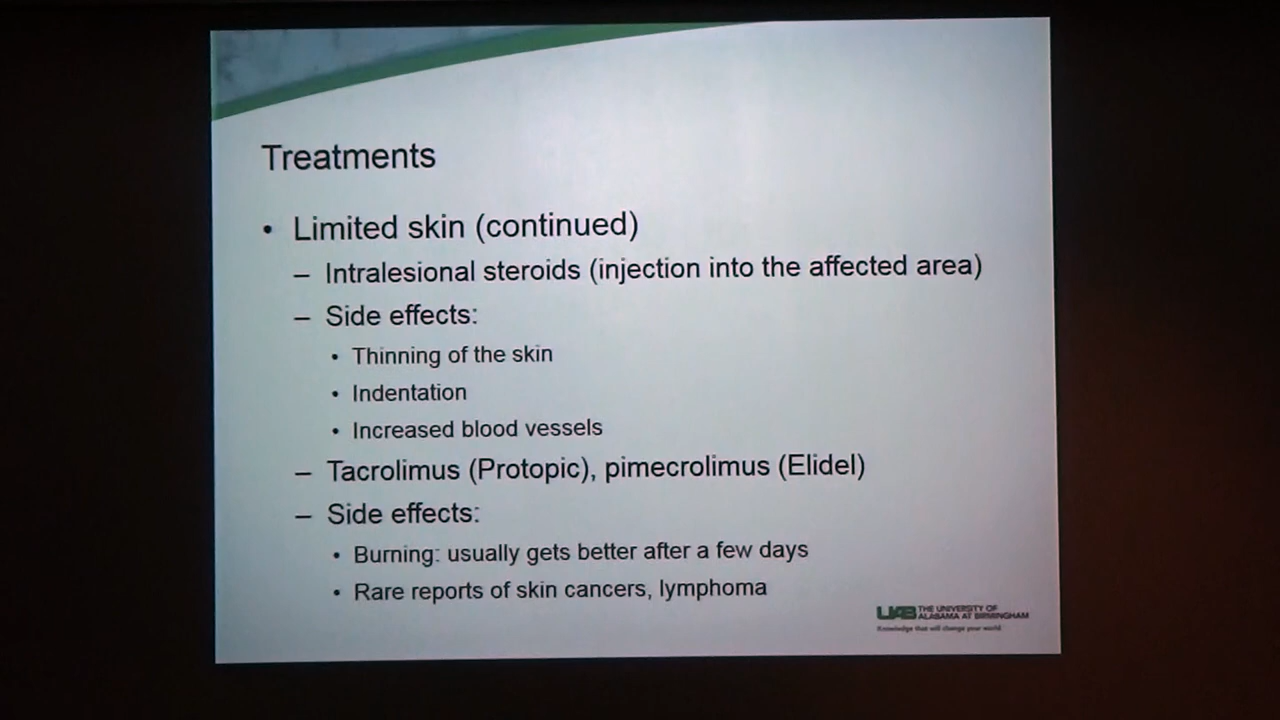 Treatments
• Limited skin (continued)
– Intralesional steroids (injection into the affected area)
– Side effects:
• Thinning of the skin
• Indentation
• Increased blood vessels
– Tacrolimus (Protopic), pimecrolimus (Elidel)
– Side effects:
• Burning: usually gets better after a few days
• Rare reports of skin cancers, lymphoma
UAB THE UNIVERSITY OF
ALABAMA AT BIRMINGHAM
Knowledge that will change your world